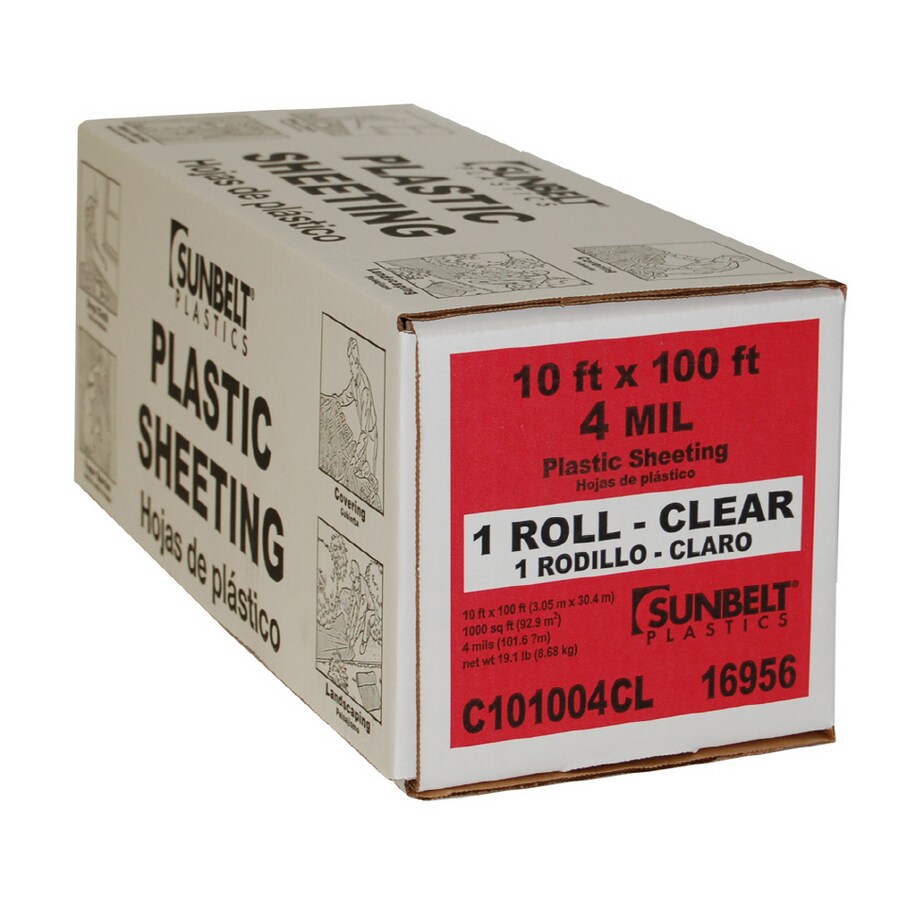 SUNBELT®
PLASTICS
PLASTIC
SHEETING
Hojas de plástico
SUNBELT
PLASTICS
PLASTIC
SHEETING
Hojas de plástico
Covering
Landscaping
10 ft x 100 ft
4 MIL
Plastic Sheeting
Hojas de plástico
1 ROLL - CLEAR
1 RODILLO - CLARO
10 ft x 100 ft (3.05 m x 30.4 m)
1000 sq ft (92.9 m²)
4 mils (101.6 ?m)
net wt 19.1 lb (8.68 kg)
SUNBELT®
PLASTICS
C101004CL
16956